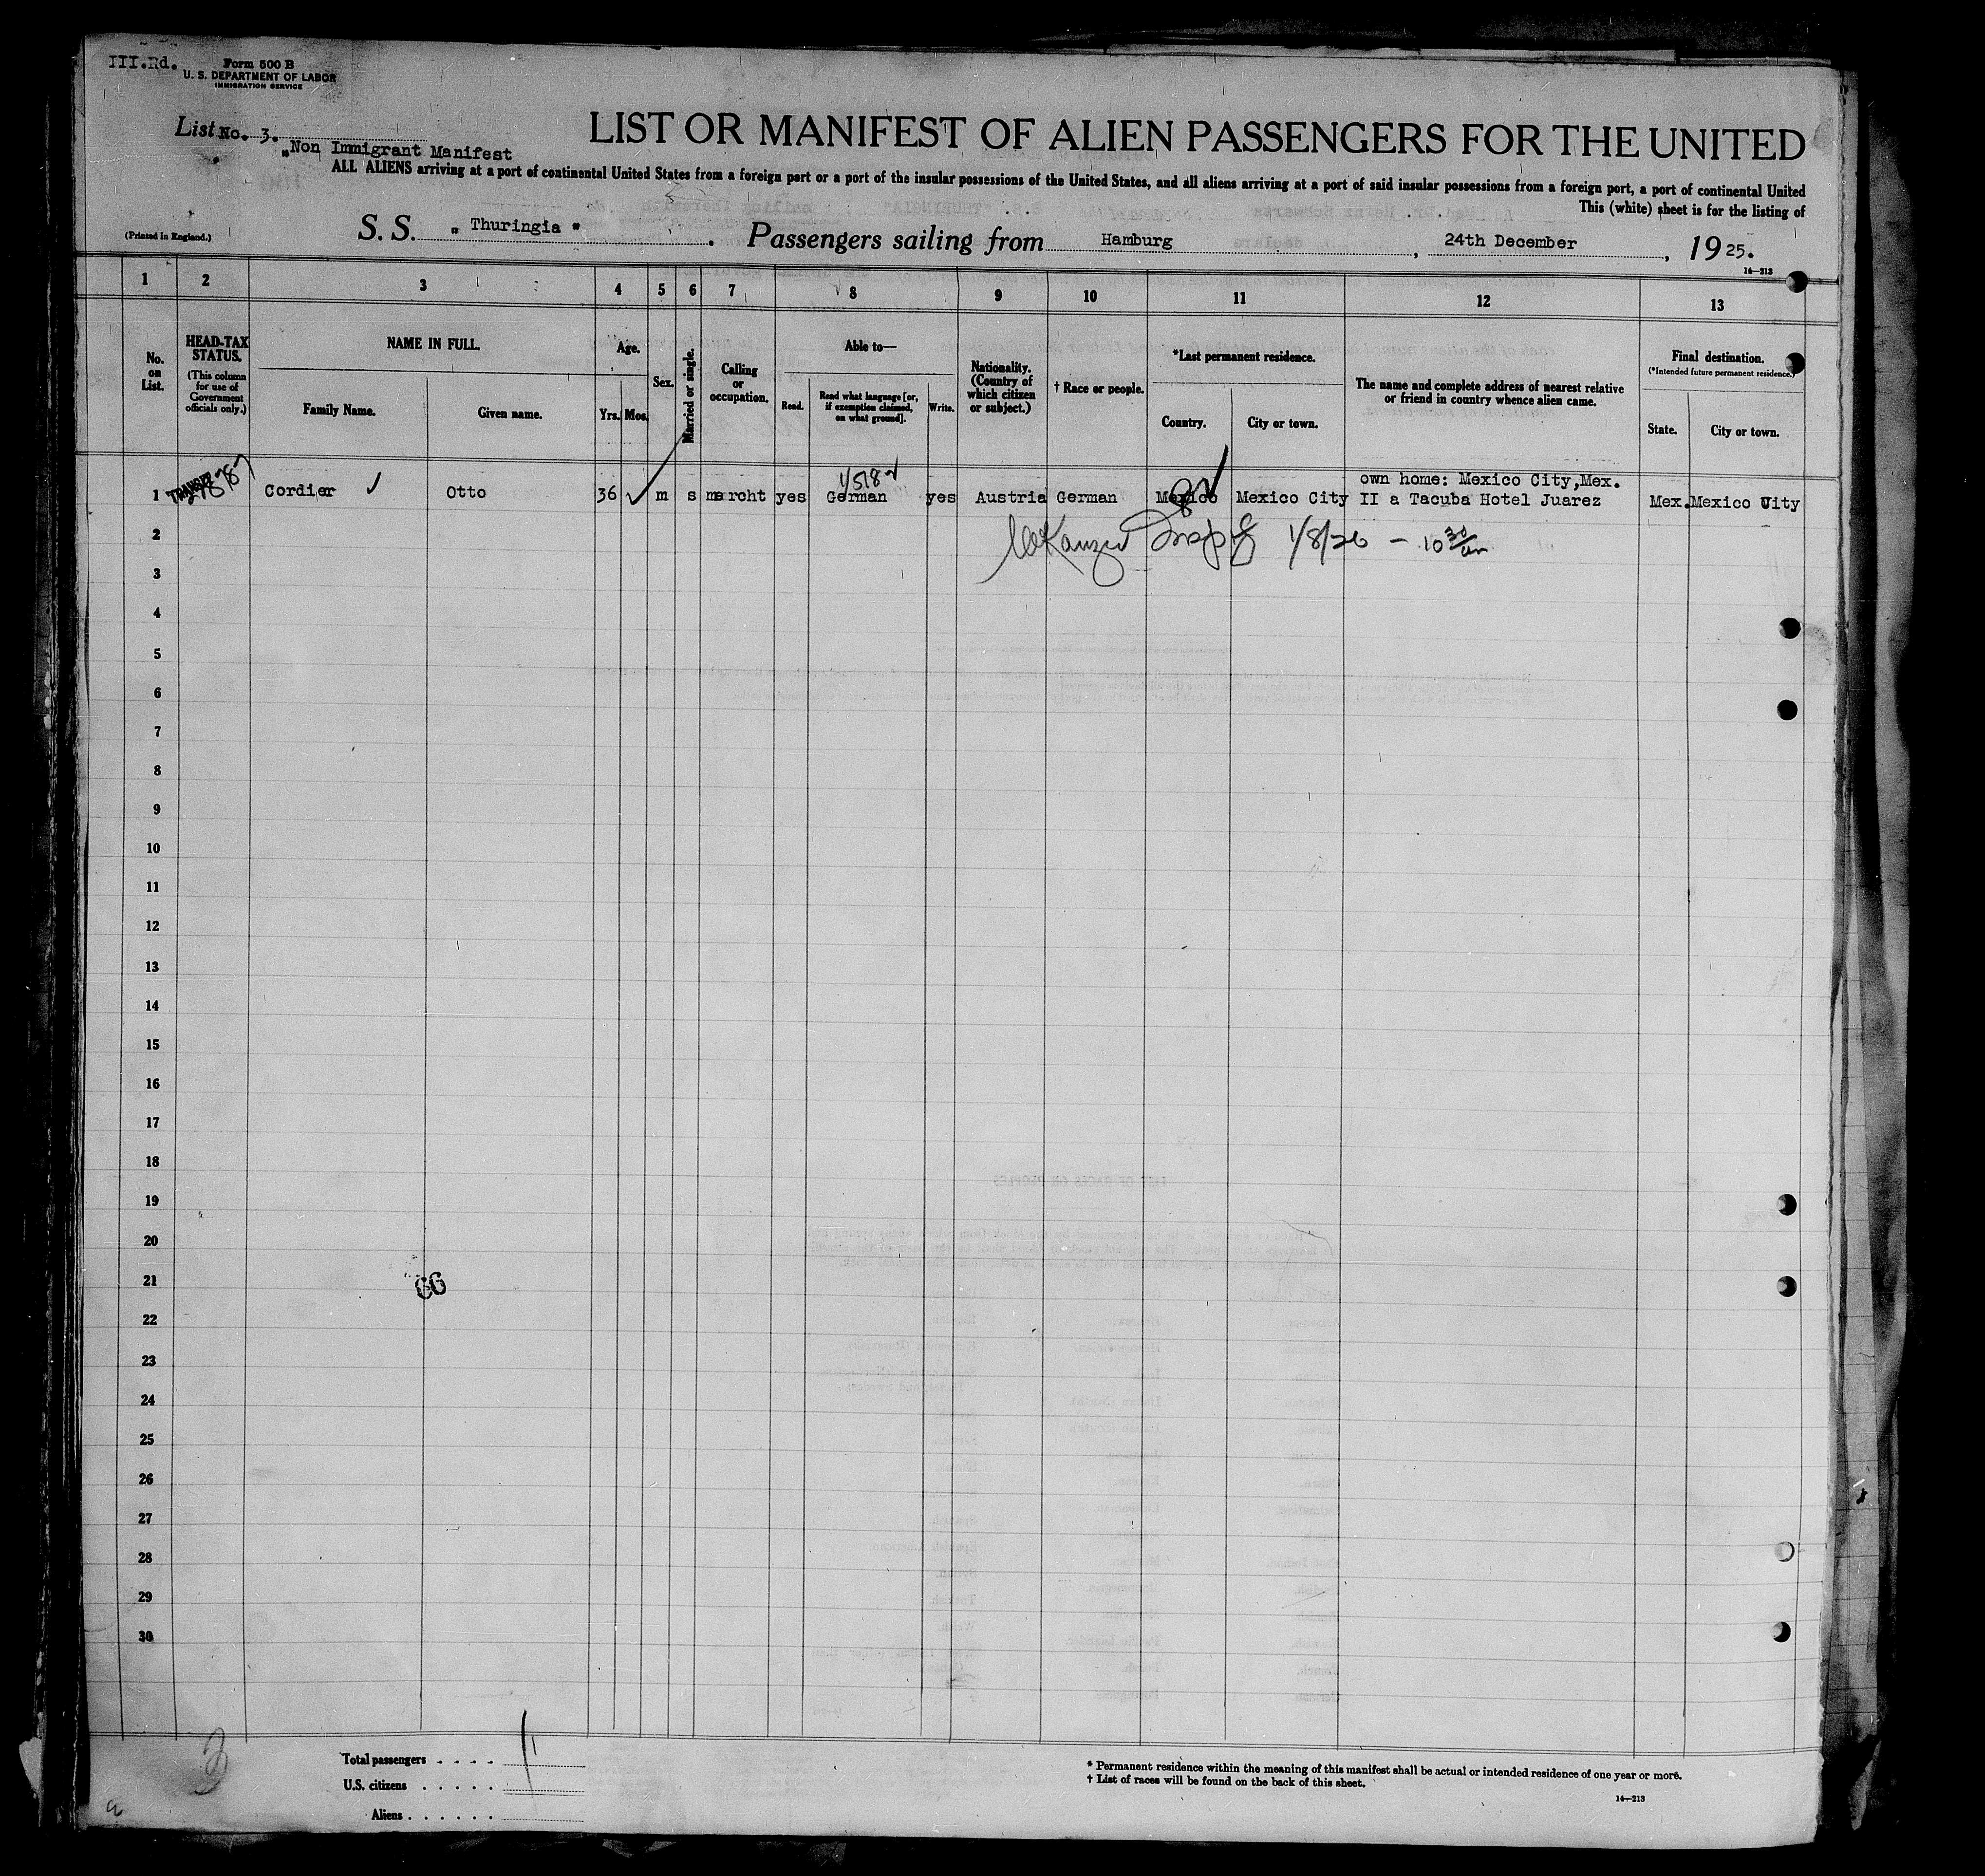 III.Rd.
Form 500 B
U. S. DEPARTMENT OF LABOR
IMMIGRATION SERVICE
List No. 3.
"Non Immigrant Manifest
LIST OR MANIFEST OF ALIEN PASSENGERS FOR THE UNITED
ALL ALIENS arriving at a port of continental United States from a foreign port or a port of the insular possessions of the United States, and all aliens arriving at a port of said insular possessions from a foreign port, a port of continental United
This (white) sheet is for the listing of
(Printed in England.)
S. S. " Thuringia " . Passengers sailing from Hamburg , 24th December , 19 25.
14—213
1 2 3 4 5 6 7 8 9 10 11 12 13
No. on List.
HEAD-TAX STATUS.
(This column for use of Government officials only.)
NAME IN FULL.
Family Name.
Given name.
Age.
Yrs. Mos.
Sex.
Married or single.
Calling or occupation.
Able to—
Read.
Read what language [or, if exemption claimed, on what ground].
Write.
Nationality. (Country of which citizen or subject.)
† Race or people.
*Last permanent residence.
Country.
City or town.
The name and complete address of nearest relative or friend in country whence alien came.
Final destination.
(*Intended future permanent residence.)
State.
City or town.
15182
own home: Mexico City,Mex.
1 TRANSIT Cordier Otto 36 m s mercht yes German yes Austria German Mexico Mexico City II a Tacuba Hotel Juarez Mex. Mexico City
2
1/8/26 — 10 30 am
3
4
5
6
7
8
9
10
11
12
13
14
15
16
17
18
19
20
21
66
22
23
24
25
26
27
28
29
30
3
Total passengers . . . . 1
U.S. citizens . . . . .
Aliens . . . . . .
* Permanent residence within the meaning of this manifest shall be actual or intended residence of one year or more.
† List of races will be found on the back of this sheet.
14—213